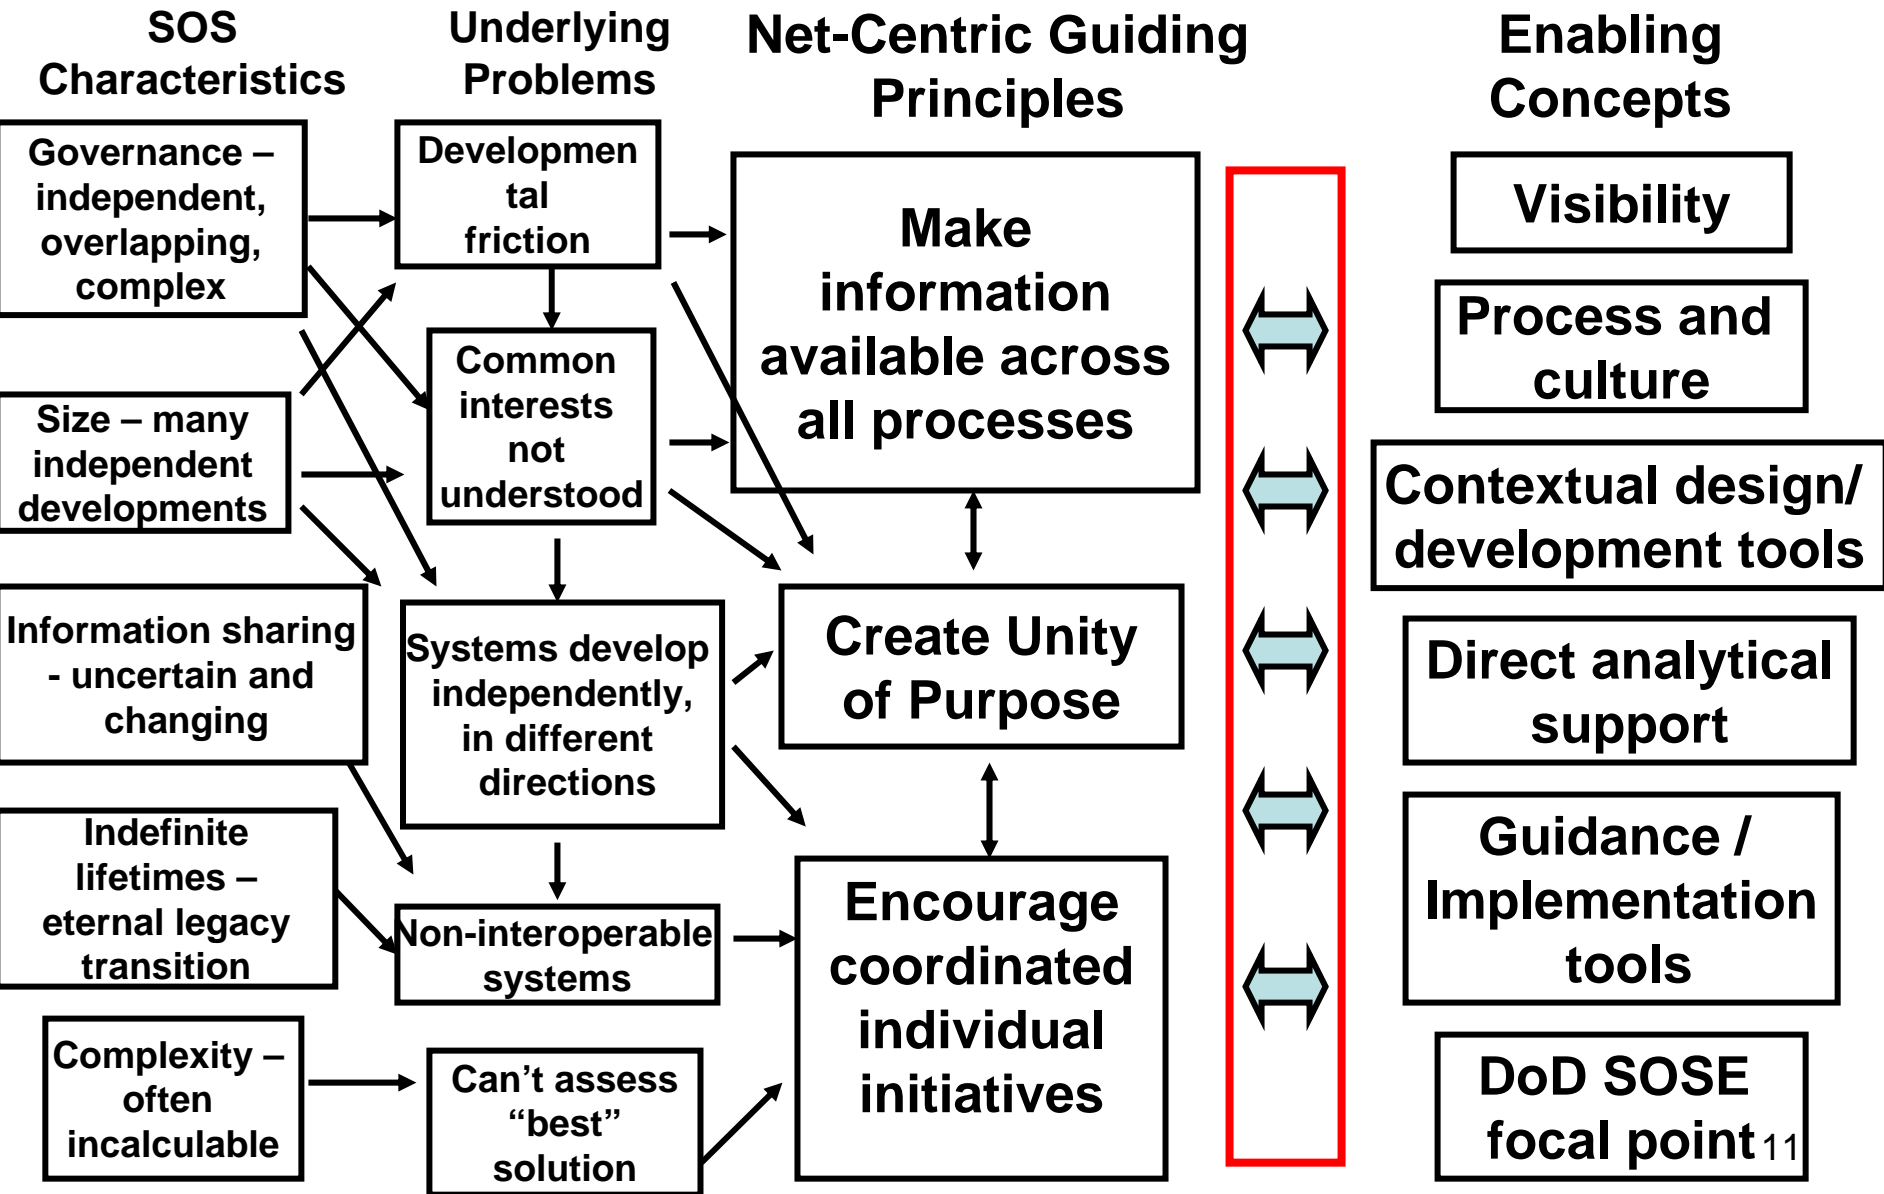 SOS
Characteristics
Governance –
independent,
overlapping,
complex
Size – many
independent
developments
Information sharing
- uncertain and
changing
Indefinite
lifetimes –
eternal legacy
transition
Complexity –
often
incalculable
Underlying
Problems
Developmen
tal
friction
Common
interests
not
understood
Systems develop
independently,
in different
directions
Non-interoperable
systems
Can’t assess
“best”
solution
Net-Centric Guiding
Principles
Make
information
available across
all processes
Create Unity
of Purpose
Encourage
coordinated
individual
initiatives
Enabling
Concepts
Visibility
Process and
culture
Contextual design/
development tools
Direct analytical
support
Guidance /
Implementation
tools
DoD SOSE
focal point
11